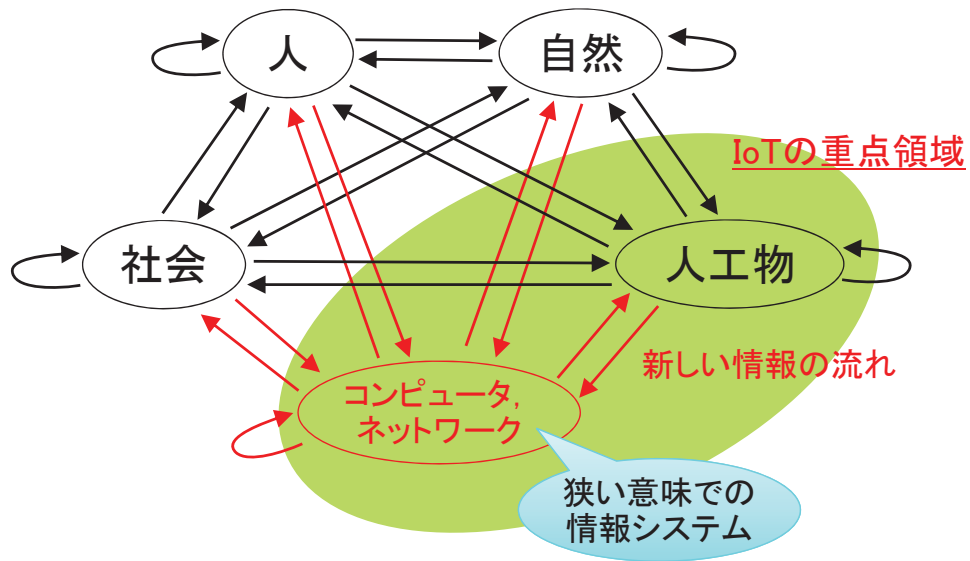 人
自然
IoTの重点領域
社会
人工物
新しい情報の流れ
コンピュータ,
ネットワーク
狭い意味での
情報システム